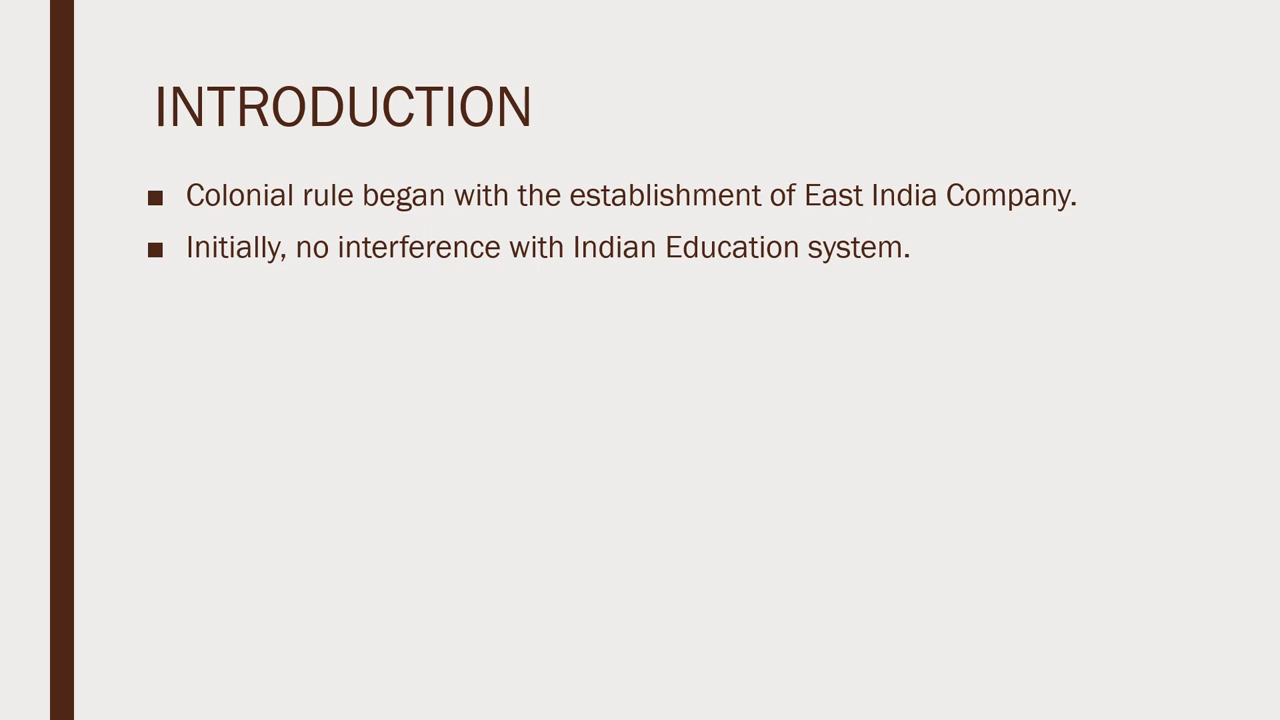 INTRODUCTION
■ Colonial rule began with the establishment of East India Company.
■ Initially, no interference with Indian Education system.